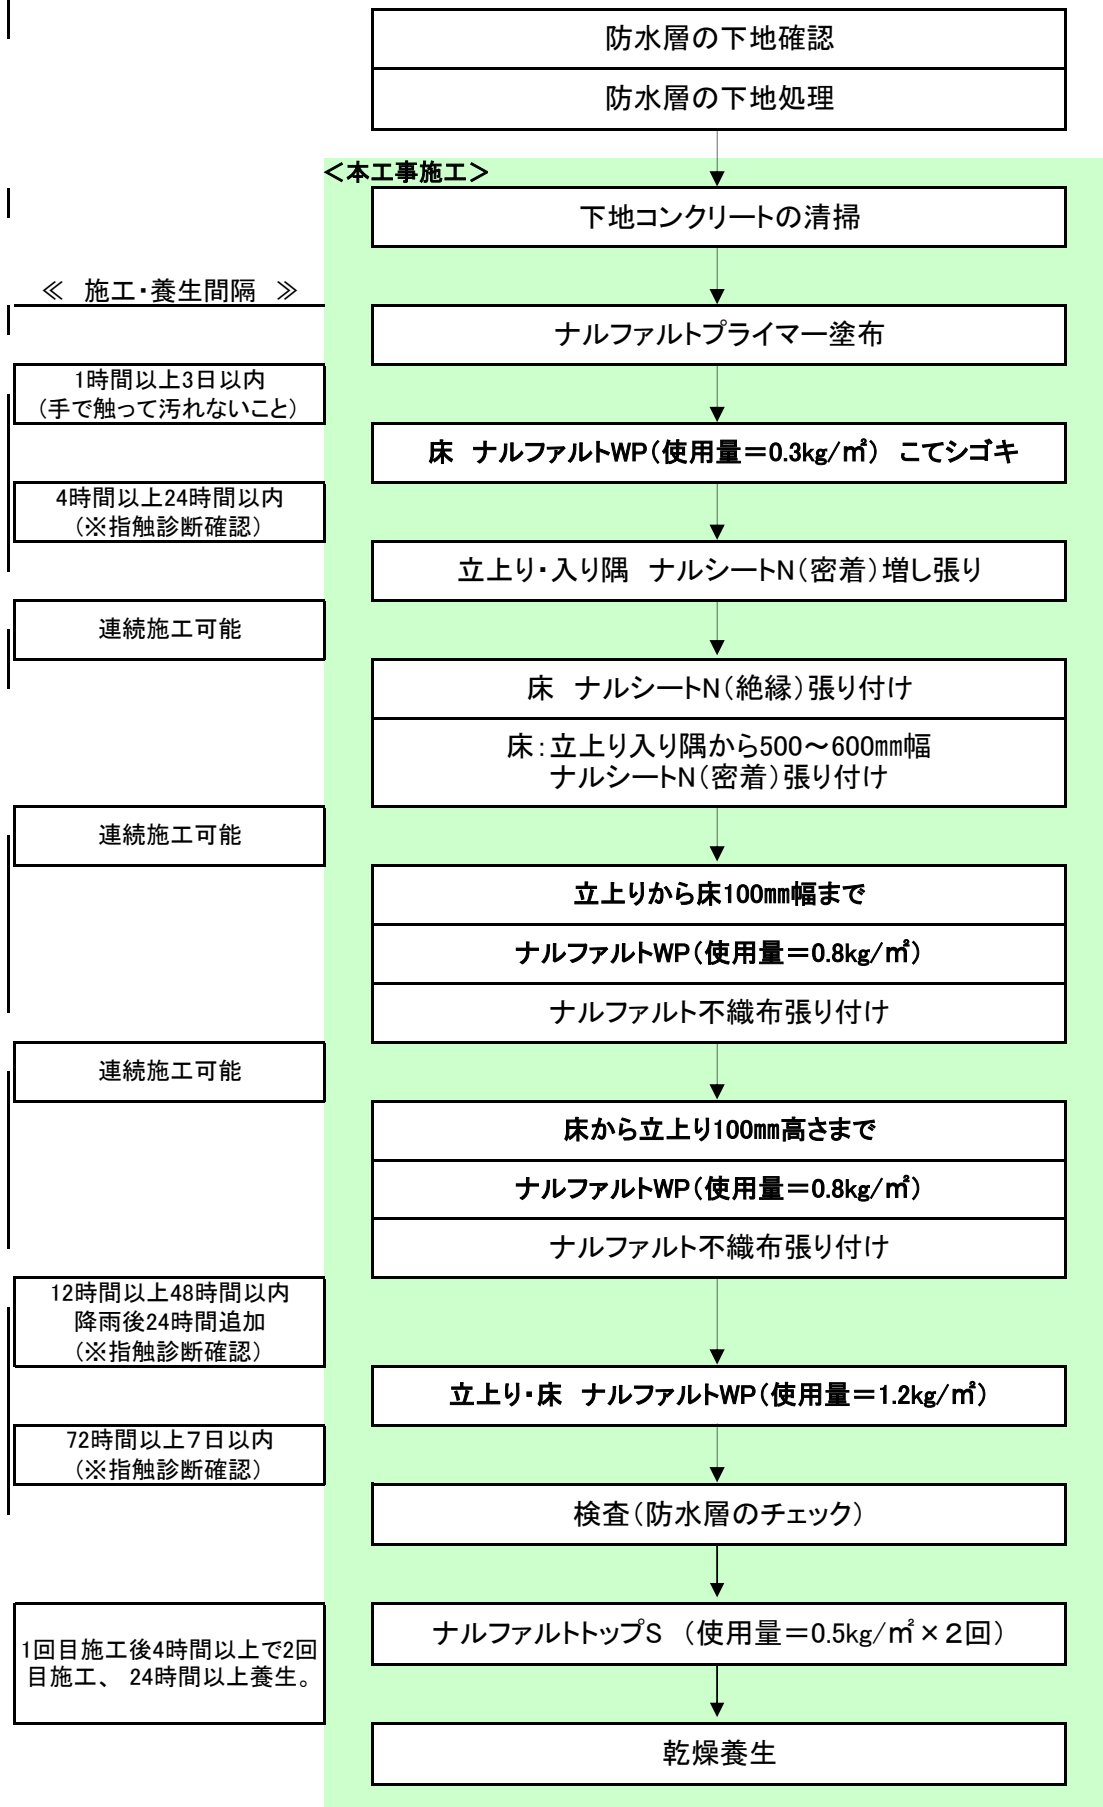 防水層の下地確認
防水層の下地処理
＜本工事施工＞
下地コンクリートの清掃
≪　施工・養生間隔　≫
ナルファルトプライマー塗布
1時間以上3日以内
（手で触って汚れないこと）
床　ナルファルトWP（使用量＝0.3kg/㎡）　こてシゴキ
4時間以上24時間以内
（※指触診断確認）
立上り・入り隅　ナルシートN（密着）増し張り
連続施工可能
床　ナルシートN（絶縁）張り付け
床：立上り入り隅から500～600㎜幅
ナルシートN（密着）張り付け
連続施工可能
立上りから床100㎜幅まで
ナルファルトWP（使用量＝0.8kg/㎡）
ナルファルト不織布張り付け
連続施工可能
床から立上り100㎜高さまで
ナルファルトWP（使用量＝0.8kg/㎡）
ナルファルト不織布張り付け
12時間以上48時間以内
降雨後24時間追加
（※指触診断確認）
立上り・床　ナルファルトWP（使用量＝1.2kg/㎡）
72時間以上７日以内
（※指触診断確認）
検査（防水層のチェック）
ナルファルトトップS　（使用量＝0.5kg/㎡×２回）
1回目施工後4時間以上で2回
目施工、 24時間以上養生。
乾燥養生